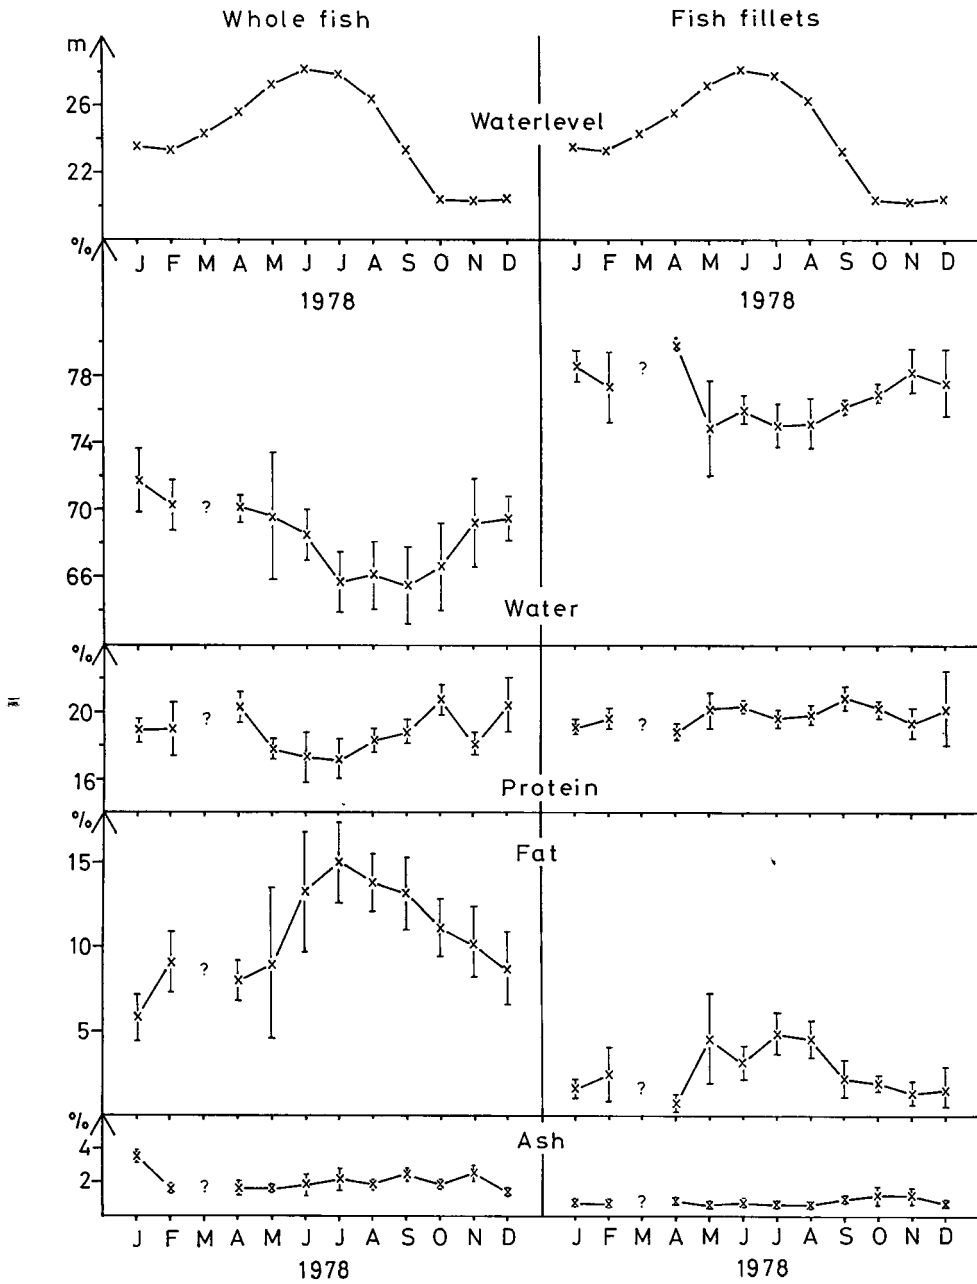 Whole fish Fish fillets
m
26
Waterlevel
22
%
J F M A M J J A S O N D J F M A M J J A S O N D
1978 1978
78 ?
74
70 ?
66
Water
%
20 ? ?
16
Protein
%
Fat
15
10 ?
5 ?
%
Ash
4
2 ? ?
J F M A M J J A S O N D J F M A M J J A S O N D
1978 1978